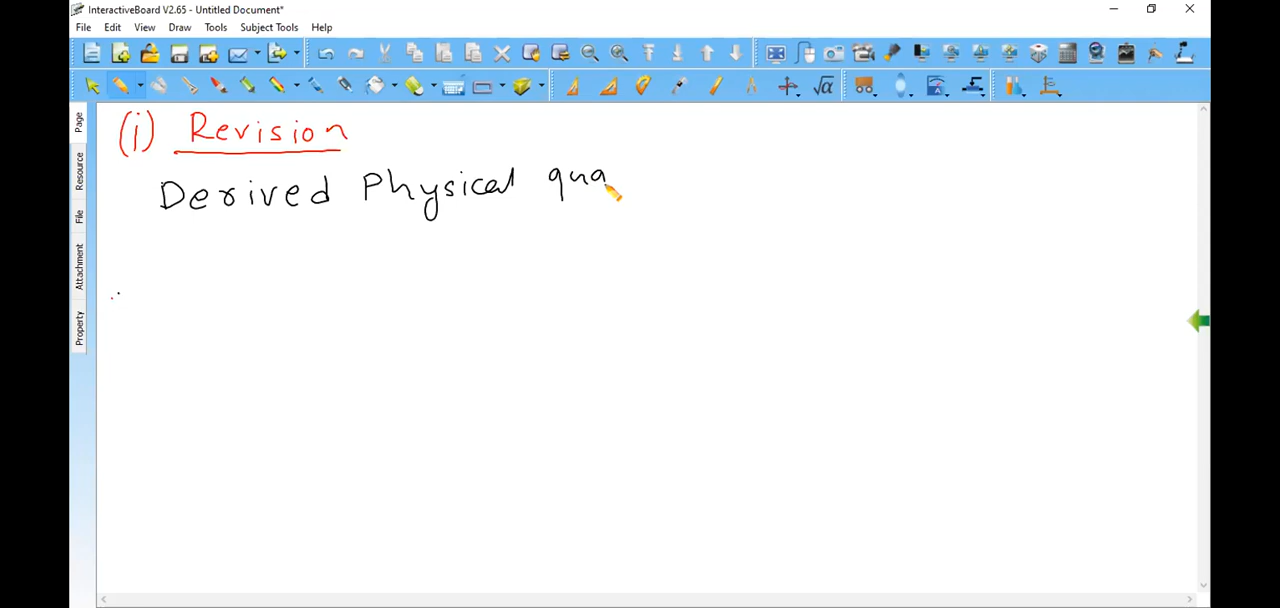 InteractiveBoard V2.65 - Untitled Document*
File Edit View Draw Tools Subject Tools Help
Page
Resource
File
Attachment
Property
(i) Revision
Derived Physical qua